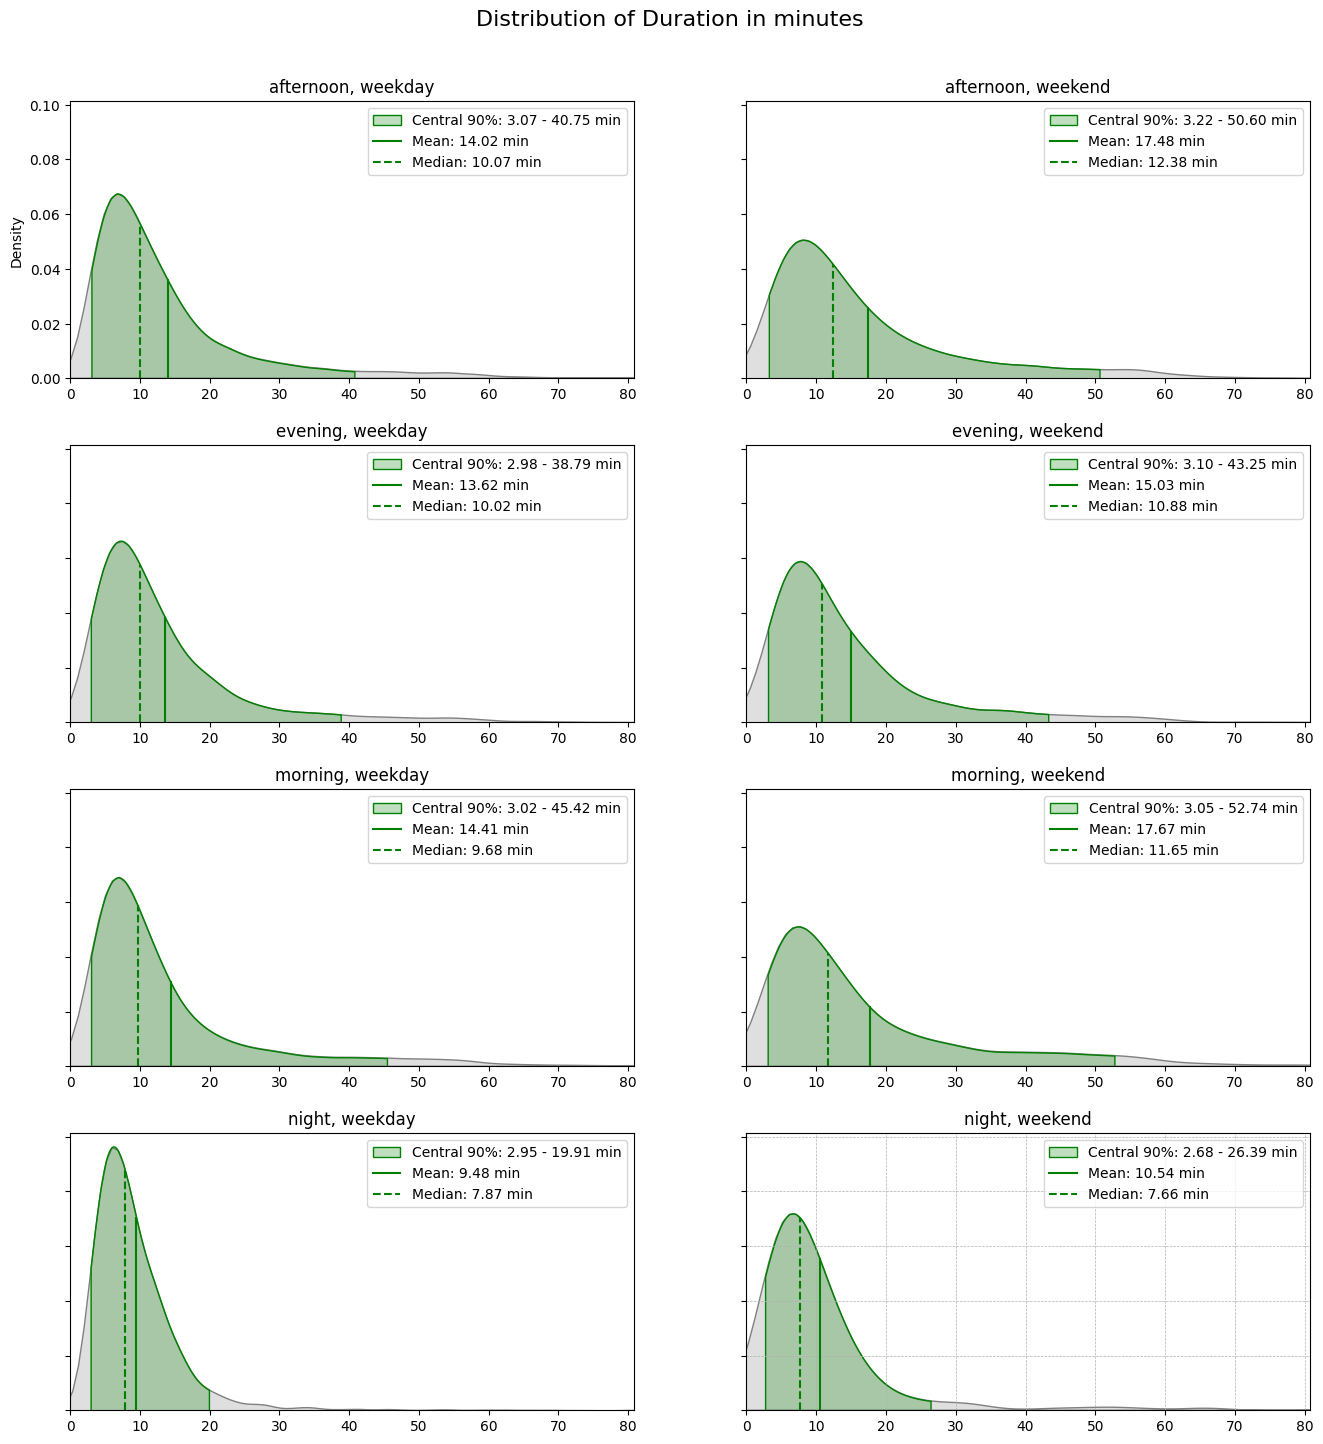 Distribution of Duration in minutes
afternoon, weekday
Central 90%: 3.07 - 40.75 min
Mean: 14.02 min
Median: 10.07 min
Density
0.10
0.08
0.06
0.04
0.02
0.00
0 10 20 30 40 50 60 70 80
afternoon, weekend
Central 90%: 3.22 - 50.60 min
Mean: 17.48 min
Median: 12.38 min
0 10 20 30 40 50 60 70 80
evening, weekday
Central 90%: 2.98 - 38.79 min
Mean: 13.62 min
Median: 10.02 min
0 10 20 30 40 50 60 70 80
evening, weekend
Central 90%: 3.10 - 43.25 min
Mean: 15.03 min
Median: 10.88 min
0 10 20 30 40 50 60 70 80
morning, weekday
Central 90%: 3.02 - 45.42 min
Mean: 14.41 min
Median: 9.68 min
0 10 20 30 40 50 60 70 80
morning, weekend
Central 90%: 3.05 - 52.74 min
Mean: 17.67 min
Median: 11.65 min
0 10 20 30 40 50 60 70 80
night, weekday
Central 90%: 2.95 - 19.91 min
Mean: 9.48 min
Median: 7.87 min
0 10 20 30 40 50 60 70 80
night, weekend
Central 90%: 2.68 - 26.39 min
Mean: 10.54 min
Median: 7.66 min
0 10 20 30 40 50 60 70 80